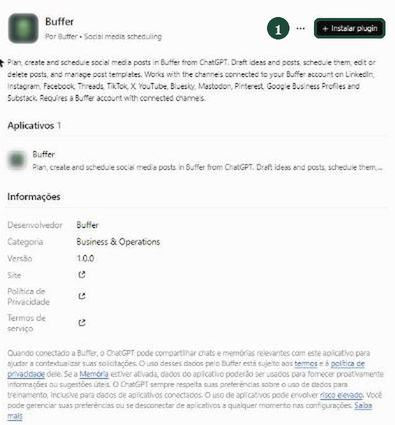 Buffer
Por Buffer • Social media scheduling
1
...
+ Instalar plugin
Plan, create and schedule social media posts in Buffer from ChatGPT. Draft ideas and posts, schedule them, edit or
delete posts, and manage post templates. Works with the channels connected to your Buffer account on LinkedIn,
Instagram, Facebook, Threads, TikTok, X, YouTube, Bluesky, Mastodon, Pinterest, Google Business Profiles and
Substack. Requires a Buffer account with connected channels.
Aplicativos 1
Buffer
Plan, create and schedule social media posts in Buffer from ChatGPT. Draft ideas and posts, schedule them,...
Informações
Desenvolvedor Buffer
Categoria Business & Operations
Versão 1.0.0
Site
Política de
Privacidade
Termos de
serviço
Quando conectado a Buffer, o ChatGPT pode compartilhar chats e memórias relevantes com este aplicativo para
ajudar a contextualizar suas solicitações. O uso desses dados pelo Buffer está sujeito aos termos e à política de
privacidade dele. Se a Memória estiver ativada, dados do aplicativo poderão ser usados para fornecer proativamente
informações ou sugestões úteis. O ChatGPT sempre respeita suas preferências sobre o uso de dados para
treinamento, inclusive para dados de aplicativos conectados. O uso de aplicativos pode envolver risco elevado. Você
pode gerenciar suas preferências ou se desconectar de aplicativos a qualquer momento nas configurações. Saiba
mais